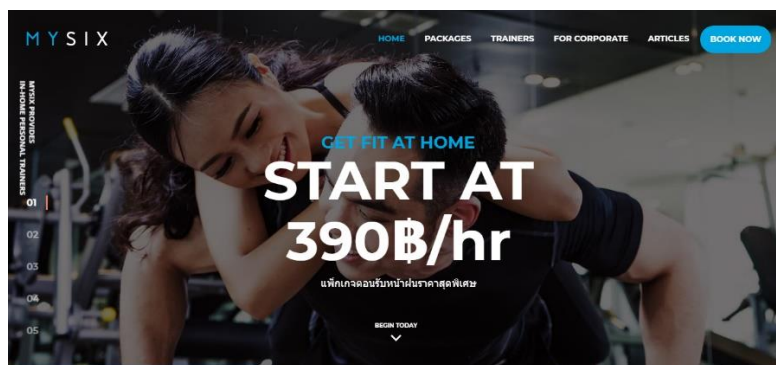 MYSIX
HOME PACKAGES TRAINERS FOR CORPORATE ARTICLES BOOK NOW
MYSIX PROVIDES
IN-HOME PERSONAL TRAINERS
01
02
03
04
05
GET FIT AT HOME
START AT
390฿/hr
แพ็กเกจตอนรับหน้าฝนราคาสุดพิเศษ
BEGIN TODAY